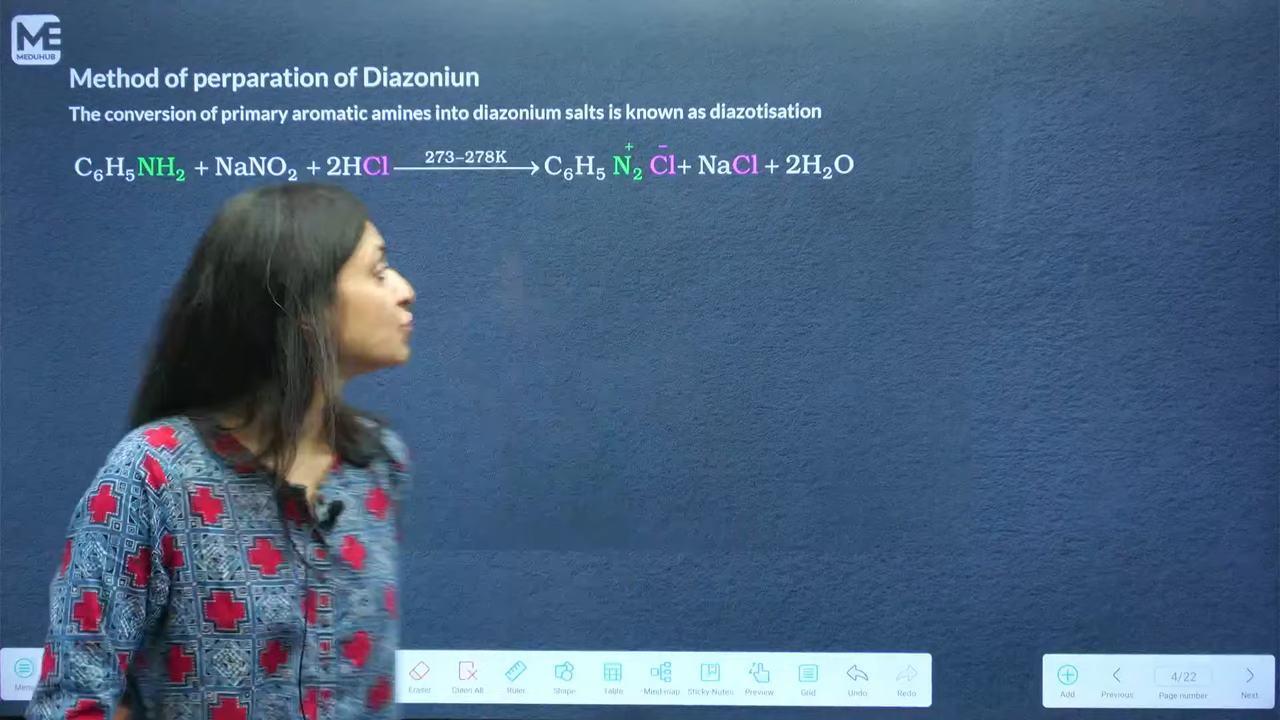 ME
MEDUHUB
Method of perparation of Diazoniun
The conversion of primary aromatic amines into diazonium salts is known as diazotisation
C₆H₅NH₂ + NaNO₂ + 2HCl 273–278K → C₆H₅ N₂⁺ Cl⁻ + NaCl + 2H₂O
Eraser Ruler Shape Table Mind map Sticky Notes Preview Grid Undo Redo
Add Previous 4/22 Page number Next